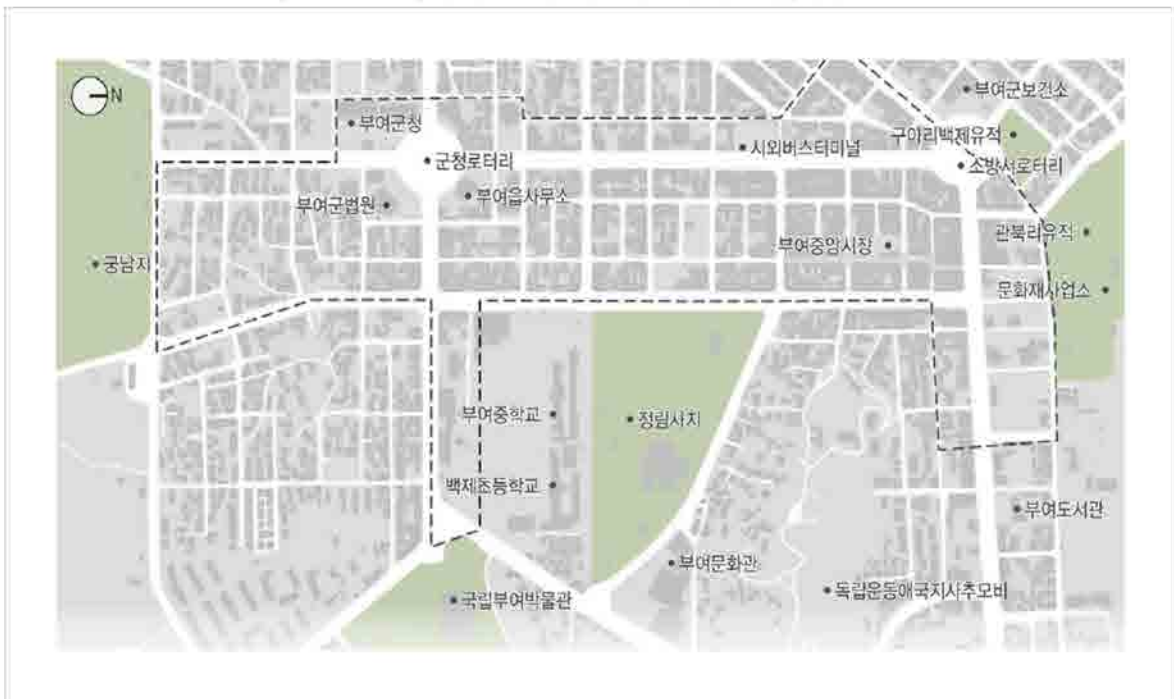 N
부여군보건소
부여군청
구아리백제유적
시외버스터미널
군청로터리
소방서로터리
부여읍사무소
부여군법원
관북리유적
부여중앙시장
궁남지
문화재사업소
부여중학교
정림사지
백제초등학교
부여도서관
부여문화관
독립운동애국지사추모비
국립부여박물관